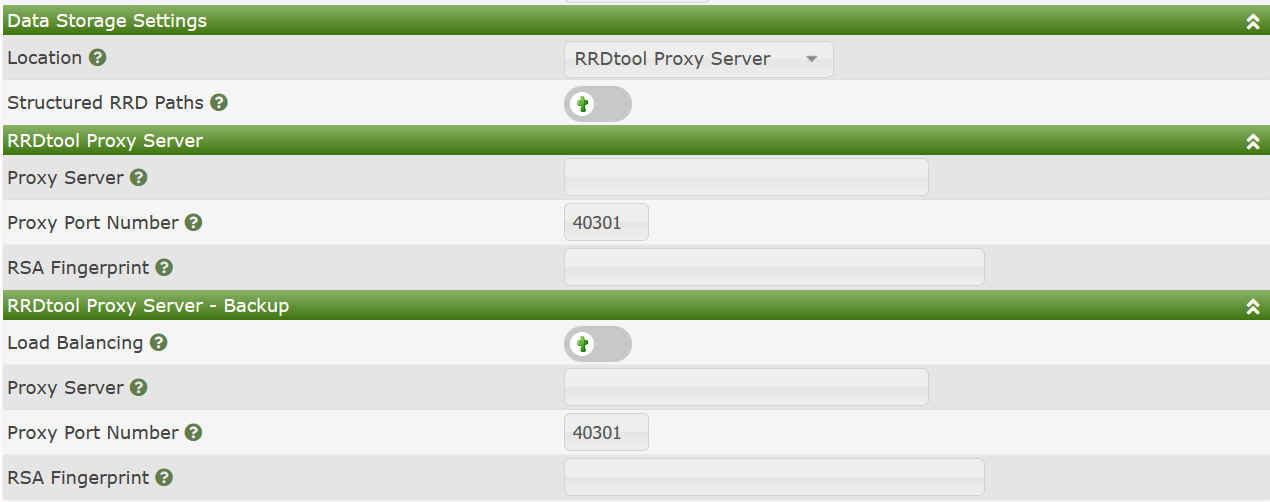 Data Storage Settings
Location
RRDtool Proxy Server
Structured RRD Paths
RRDtool Proxy Server
Proxy Server
Proxy Port Number
40301
RSA Fingerprint
RRDtool Proxy Server - Backup
Load Balancing
Proxy Server
Proxy Port Number
40301
RSA Fingerprint